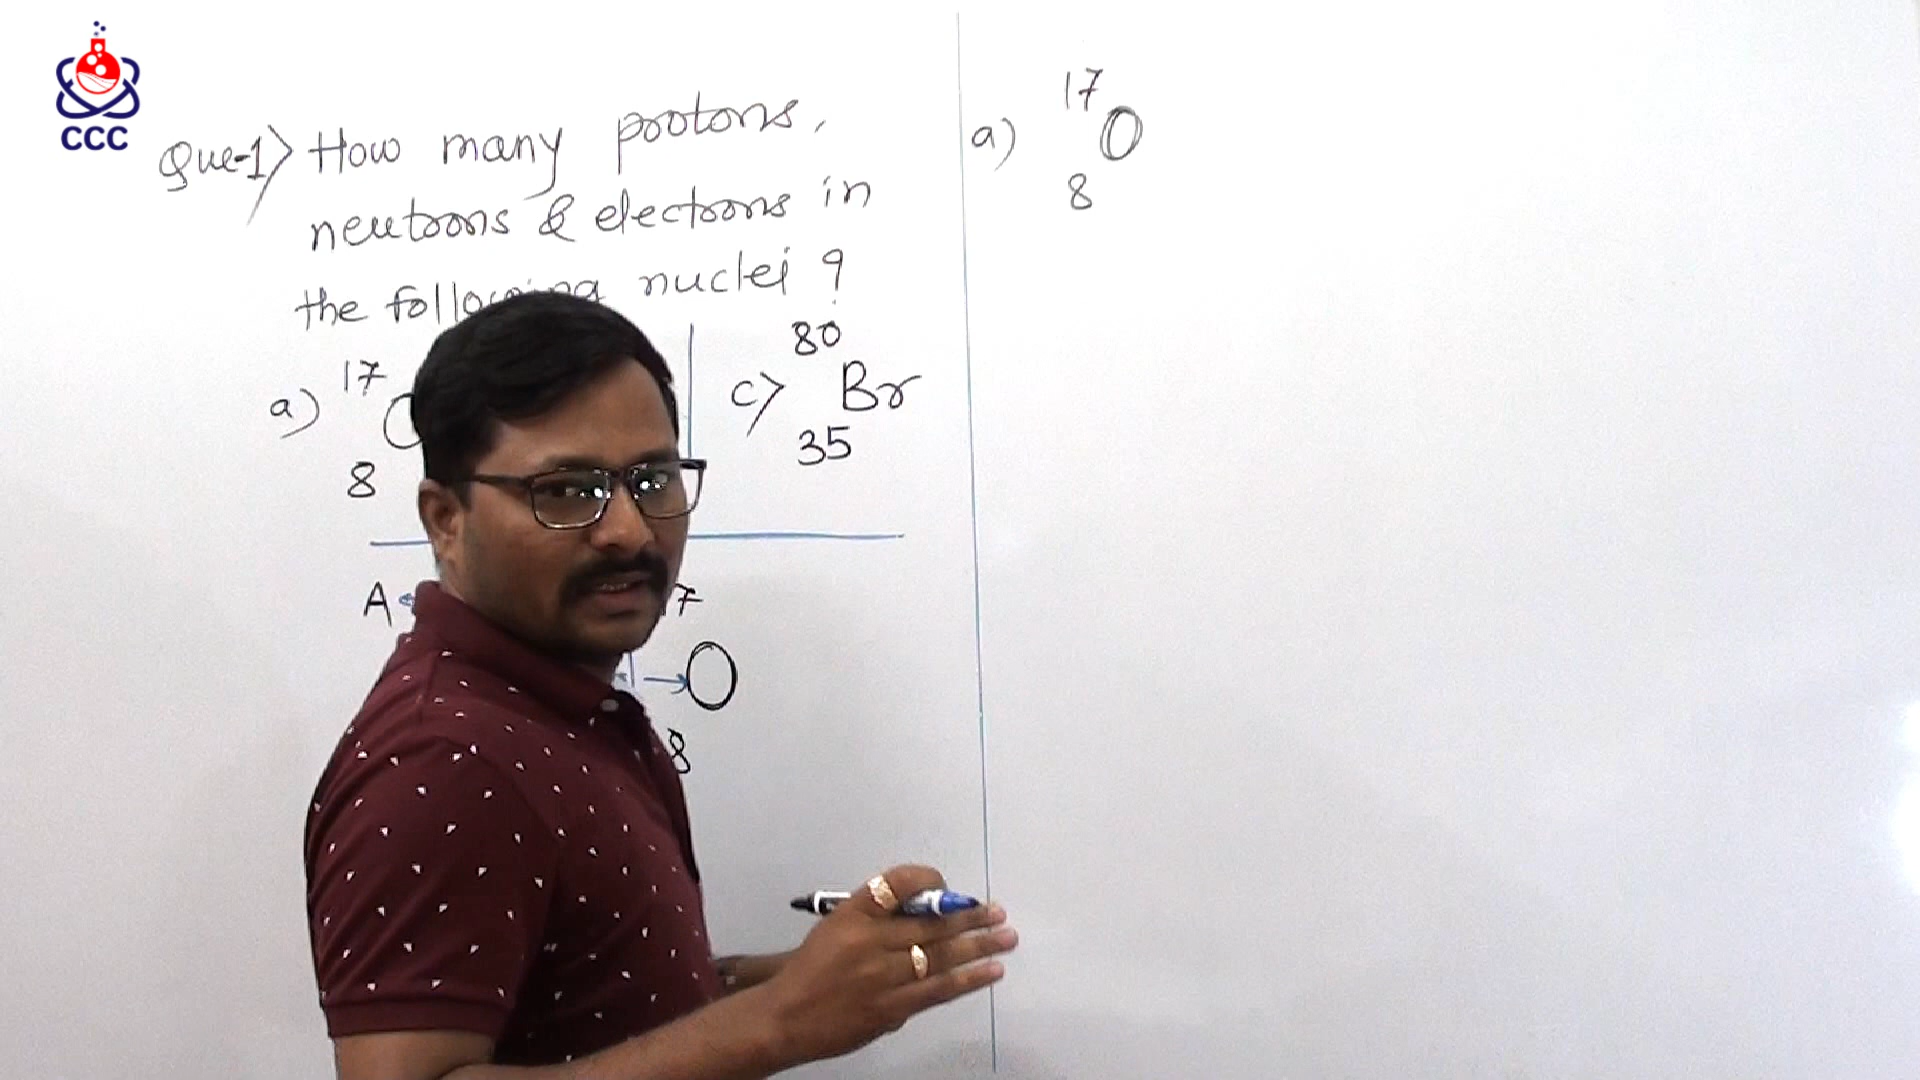 CCC
Que-1> How many protons,
neutrons & electrons in
the following nuclei ?
a) 17 8
c> 80 Br 35
A 7
O
8
a) 17 O 8